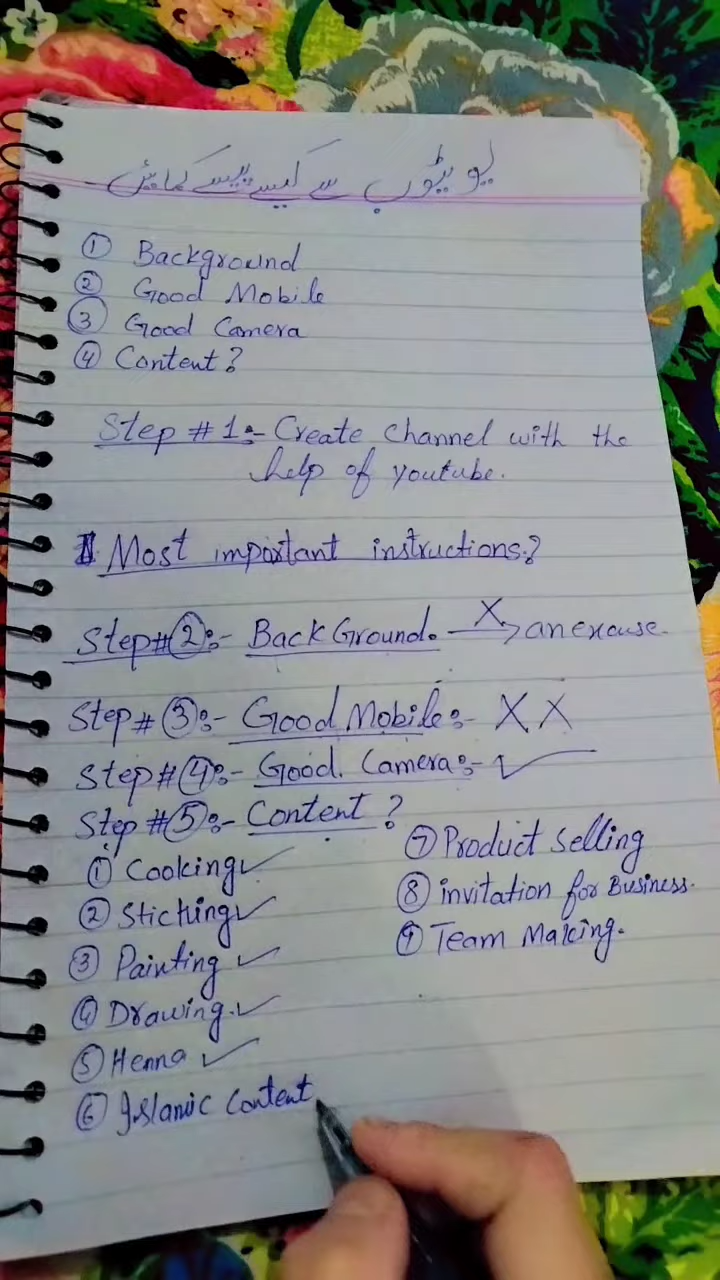 یوٹیوب سے کیسے پیسے کمائیں
① Background
② Good Mobile
③ Good Camera
④ Content?
Step # 1:- Create channel with the
help of youtube.
Most important instructions?
Step#②:- BackGround. X → an excuse.
Step # ③:- Good Mobile:- X X
Step #④:- Good. Camera:- ✓
Step #⑤:- Content ?
① Cooking ✓
② Stiching ✓
③ Painting ✓
④ Drawing. ✓
⑤ Henna ✓
⑥ Islamic Content
⑦ Product Selling
⑧ invitation for Business.
⑨ Team Making.